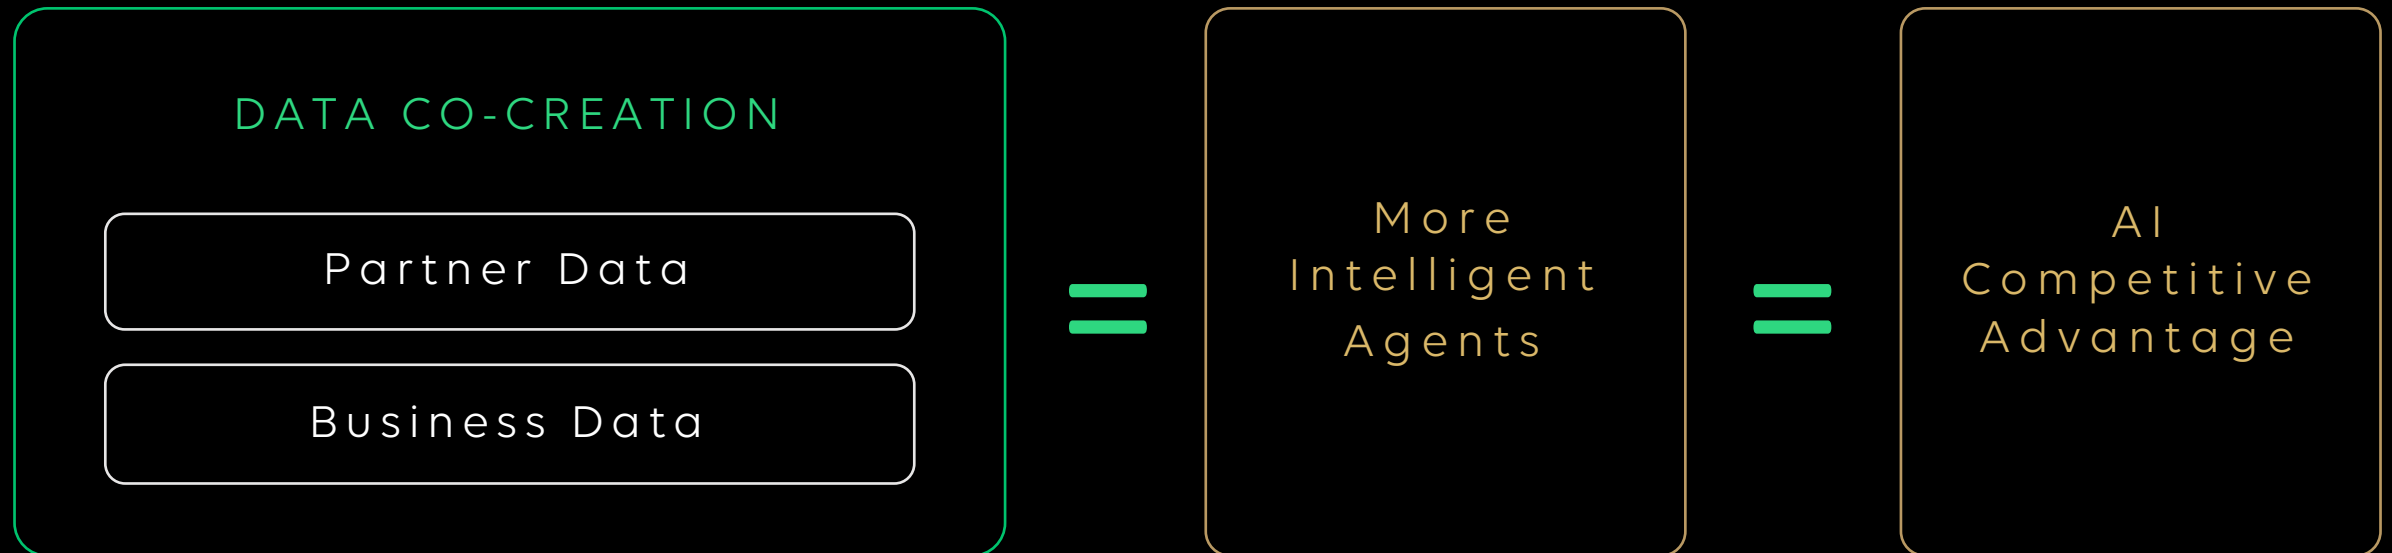 DATA CO-CREATION
Partner Data
Business Data
=
More
Intelligent
Agents
=
AI
Competitive
Advantage